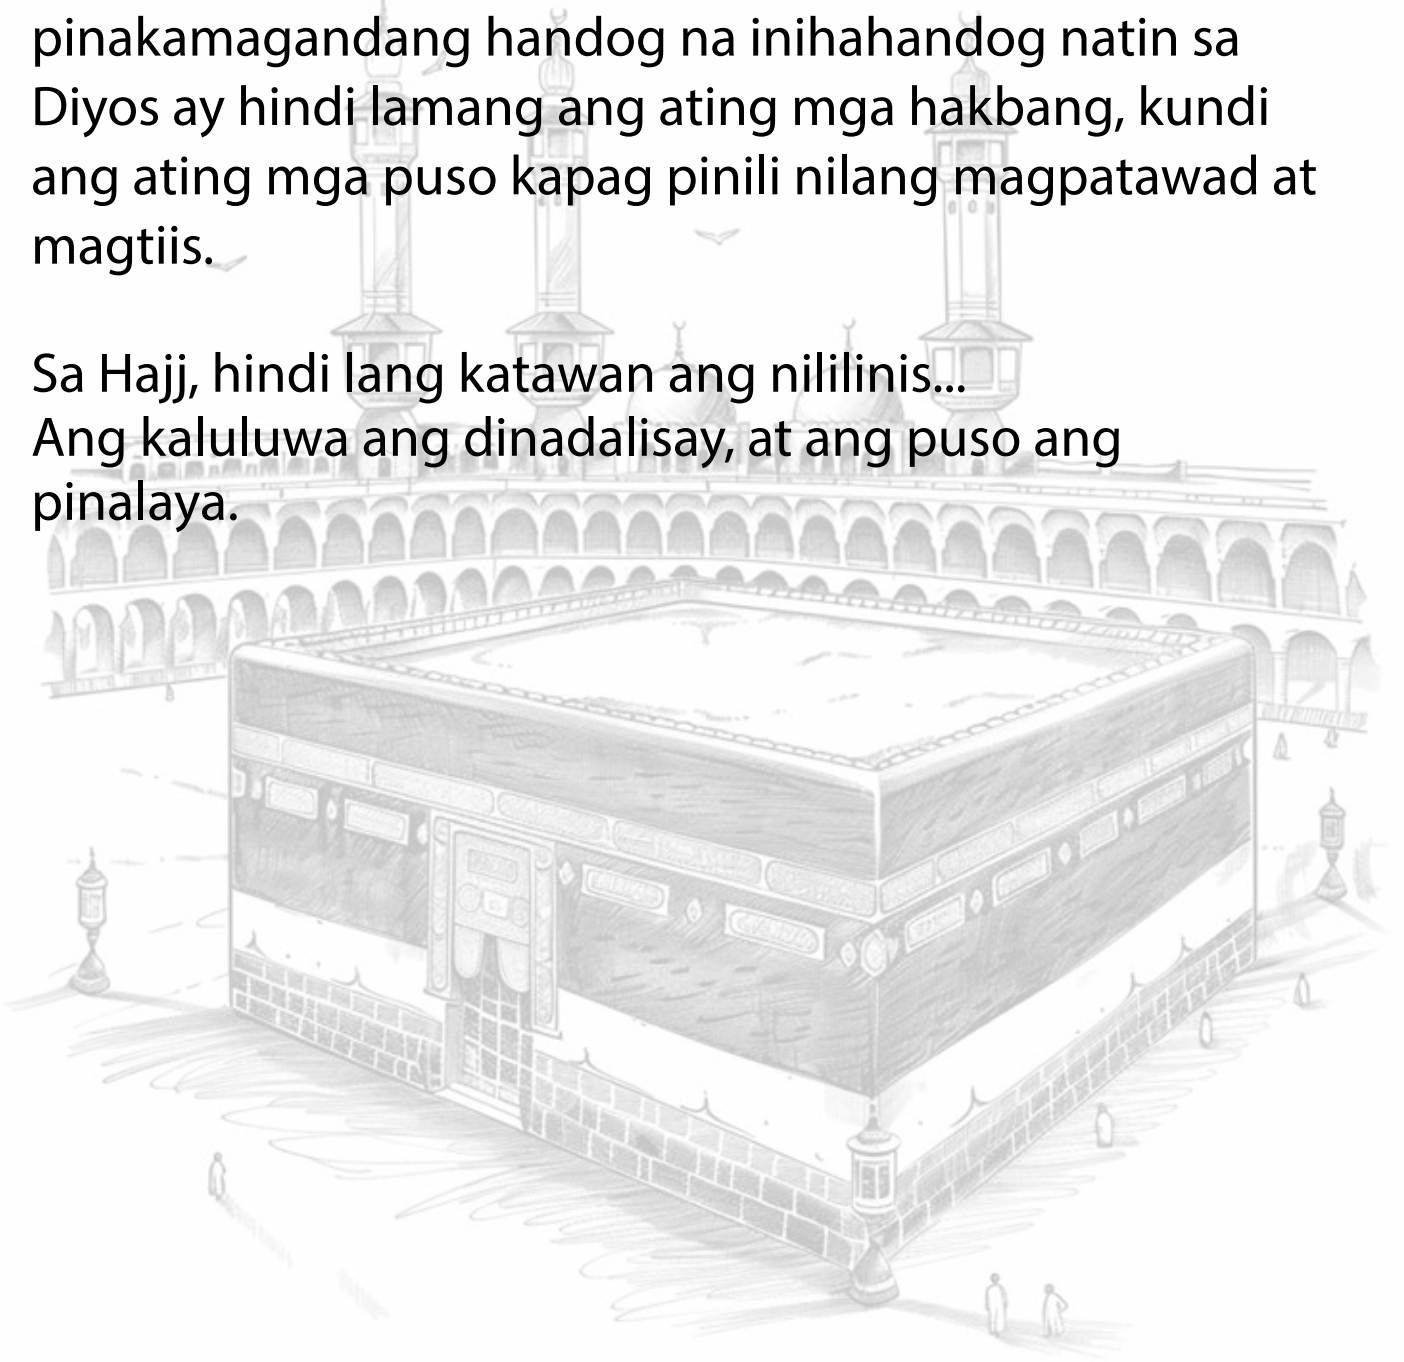 pinakamagandang handog na inihahandog natin sa
Diyos ay hindi lamang ang ating mga hakbang, kundi
ang ating mga puso kapag pinili nilang magpatawad at
magtiis.
Sa Hajj, hindi lang katawan ang nililinis...
Ang kaluluwa ang dinadalisay, at ang puso ang
pinalaya.